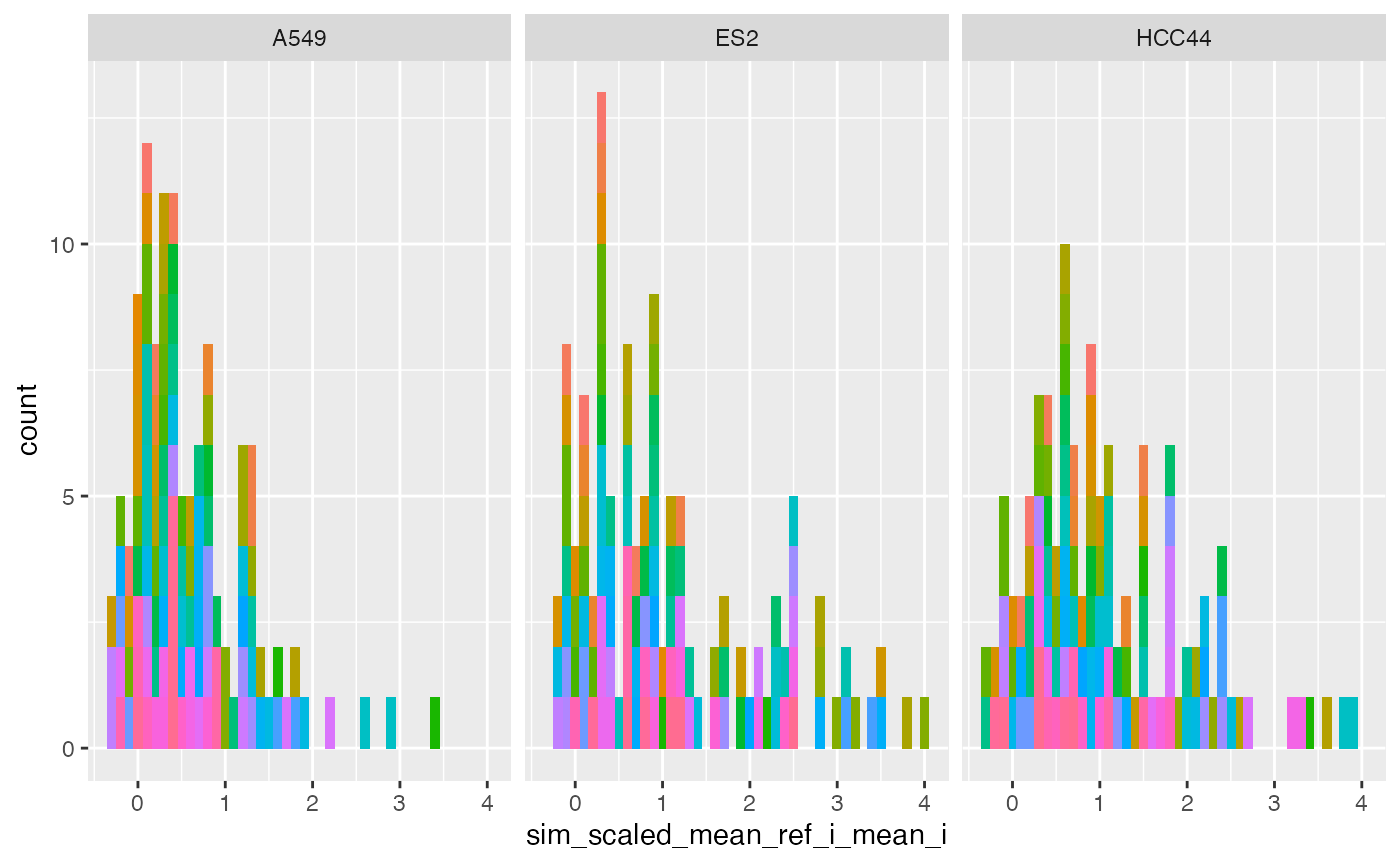 A549 ES2 HCC44
10
5
0
count
0 1 2 3 4 0 1 2 3 4 0 1 2 3 4
sim_scaled_mean_ref_i_mean_i